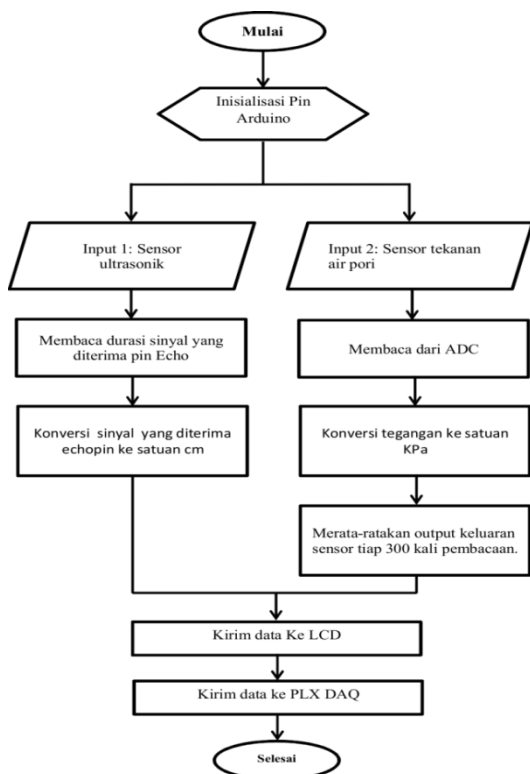 Mulai
Inisialisasi Pin
Arduino
Input 1: Sensor
ultrasonik
Input 2: Sensor tekanan
air pori
Membaca durasi sinyal yang
diterima pin Echo
Membaca dari ADC
Konversi sinyal yang diterima
echopin ke satuan cm
Konversi tegangan ke satuan
KPa
Merata-ratakan output keluaran
sensor tiap 300 kali pembacaan.
Kirim data Ke LCD
Kirim data ke PLX DAQ
Selesai